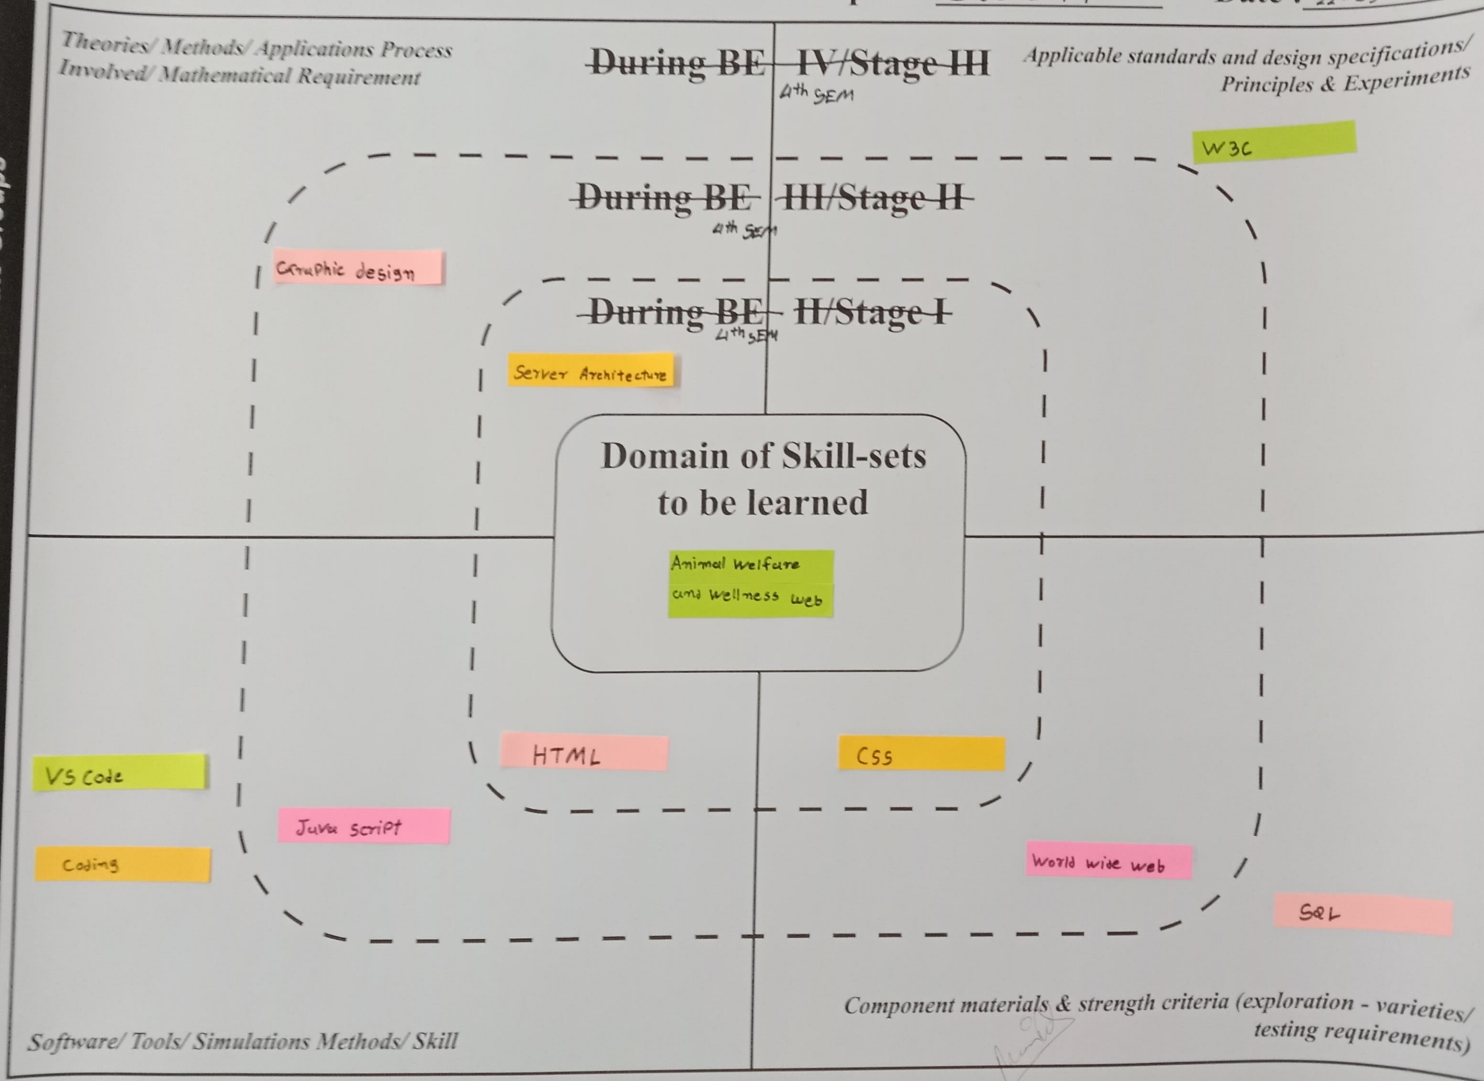 Theories/ Methods/ Applications Process
Involved/ Mathematical Requirement
During BE IV/Stage III
4th SEM
Applicable standards and design specifications/
Principles & Experiments
W3C
During BE III/Stage II
4th SEM
Graphic design
During BE II/Stage I
4th SEM
Server Architecture
Domain of Skill-sets
to be learned
Animal welfare
and wellness web
HTML
CSS
VS Code
Java script
Coding
World wide web
SQL
Component materials & strength criteria (exploration - varieties/
testing requirements)
Software/ Tools/ Simulations Methods/ Skill